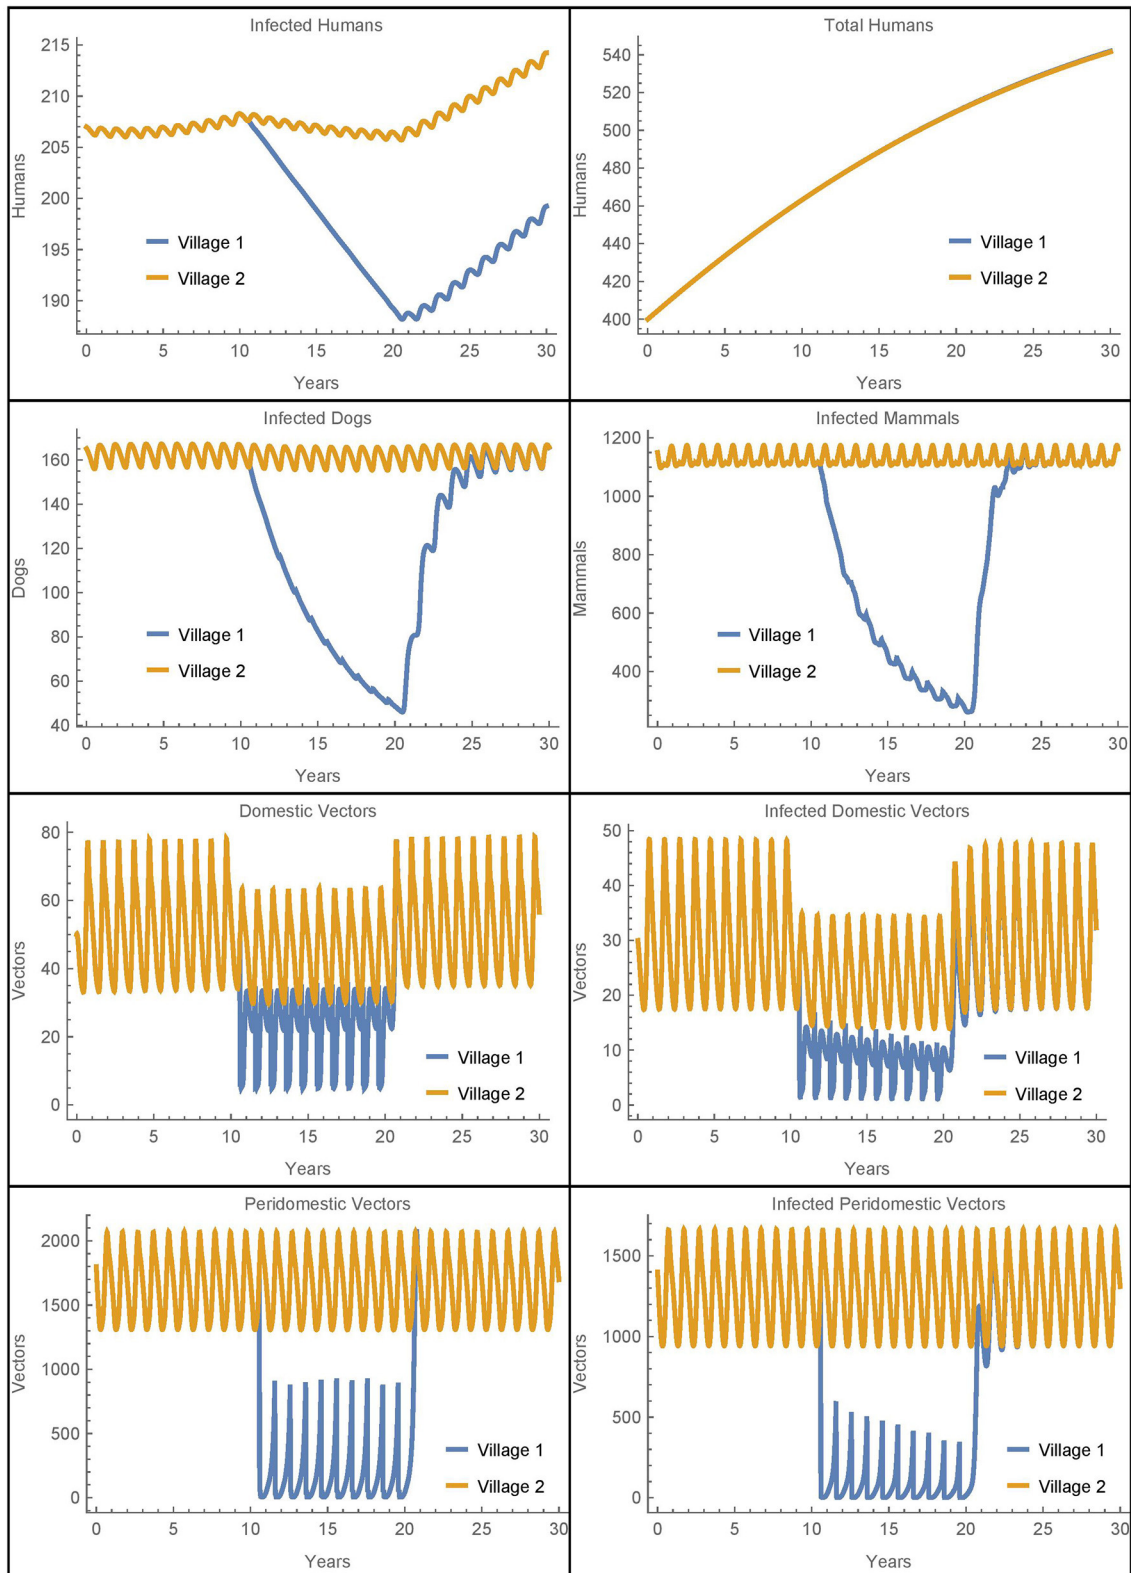 Infected Humans
215
210
205
200
195
190
Humans
Village 1
Village 2
0 5 10 15 20 25 30
Years
Total Humans
540
520
500
480
460
440
420
400
Humans
Village 1
Village 2
0 5 10 15 20 25 30
Years
Infected Dogs
160
140
120
100
80
60
40
Dogs
Village 1
Village 2
0 5 10 15 20 25 30
Years
Infected Mammals
1200
1000
800
600
400
Mammals
Village 1
Village 2
0 5 10 15 20 25 30
Years
Domestic Vectors
80
60
40
20
0
Vectors
Village 1
Village 2
0 5 10 15 20 25 30
Years
Infected Domestic Vectors
50
40
30
20
10
0
Vectors
Village 1
Village 2
0 5 10 15 20 25 30
Years
Peridomestic Vectors
2000
1500
1000
500
0
Vectors
Village 1
Village 2
0 5 10 15 20 25 30
Years
Infected Peridomestic Vectors
1500
1000
500
0
Vectors
Village 1
Village 2
0 5 10 15 20 25 30
Years